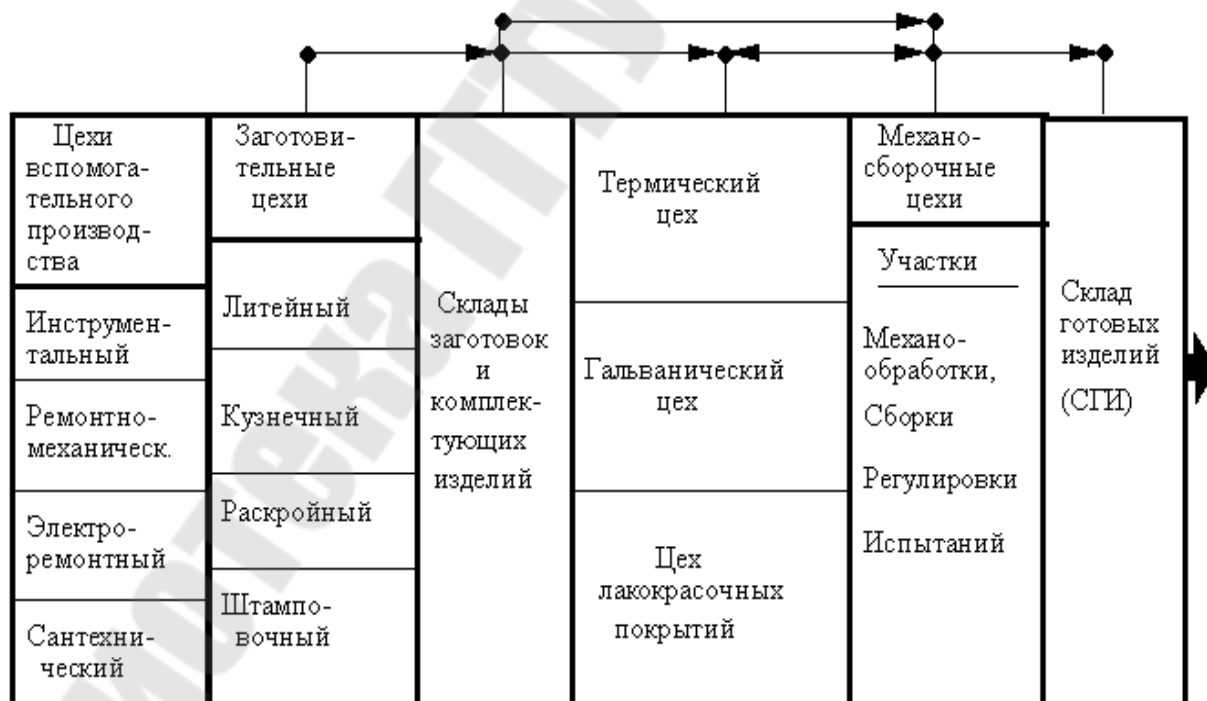 Цехи
вспомога-
тельного
производ-
ства
Инструмен-
тальный
Ремонтно-
механическ.
Электро-
ремонтный
Сантехни-
ческий
Заготови-
тельные
цехи
Литейный
Кузнечный
Раскройный
Штампо-
вочный
Склады
заготовок
и
комплек-
тующих
изделий
Термический
цех
Гальванический
цех
Цех
лакокрасочных
покрытий
Механо-
сборочные
цехи
Участки
Механо-
обработки,
Сборки
Регулировки
Испытаний
Склад
готовых
изделий
(СГИ)